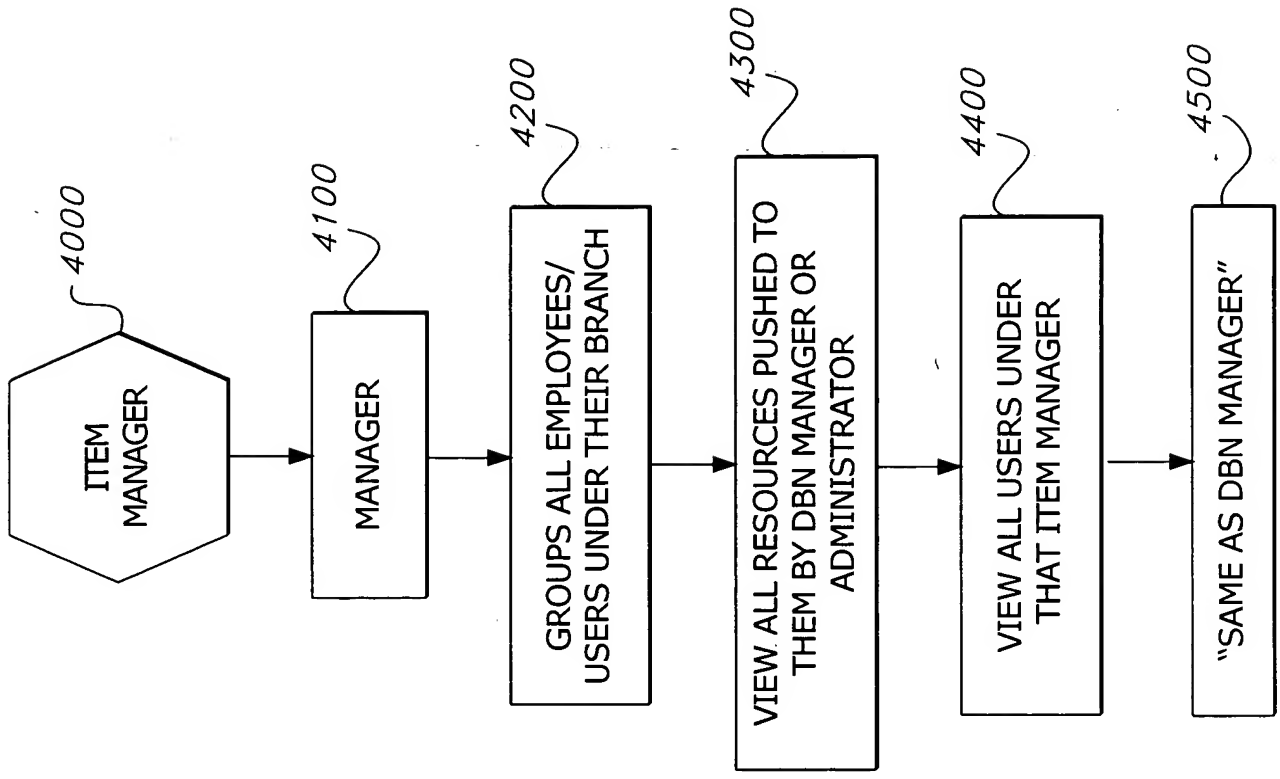 ITEM
MANAGER
4000
MANAGER
4100
GROUPS ALL EMPLOYEES/
USERS UNDER THEIR BRANCH
4200
VIEW ALL RESOURCES PUSHED TO
THEM BY DBN MANAGER OR
ADMINISTRATOR
4300
VIEW ALL USERS UNDER
THAT ITEM MANAGER
4400
“SAME AS DBN MANAGER”
4500